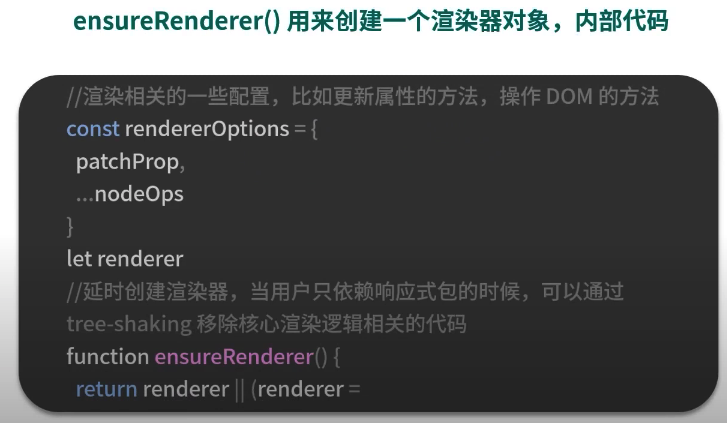 ensureRenderer() 用来创建一个渲染器对象，内部代码
//渲染相关的一些配置，比如更新属性的方法，操作 DOM 的方法
const rendererOptions = {
patchProp,
...nodeOps
}
let renderer
//延时创建渲染器，当用户只依赖响应式包的时候，可以通过
tree-shaking 移除核心渲染逻辑相关的代码
function ensureRenderer() {
return renderer || (renderer =